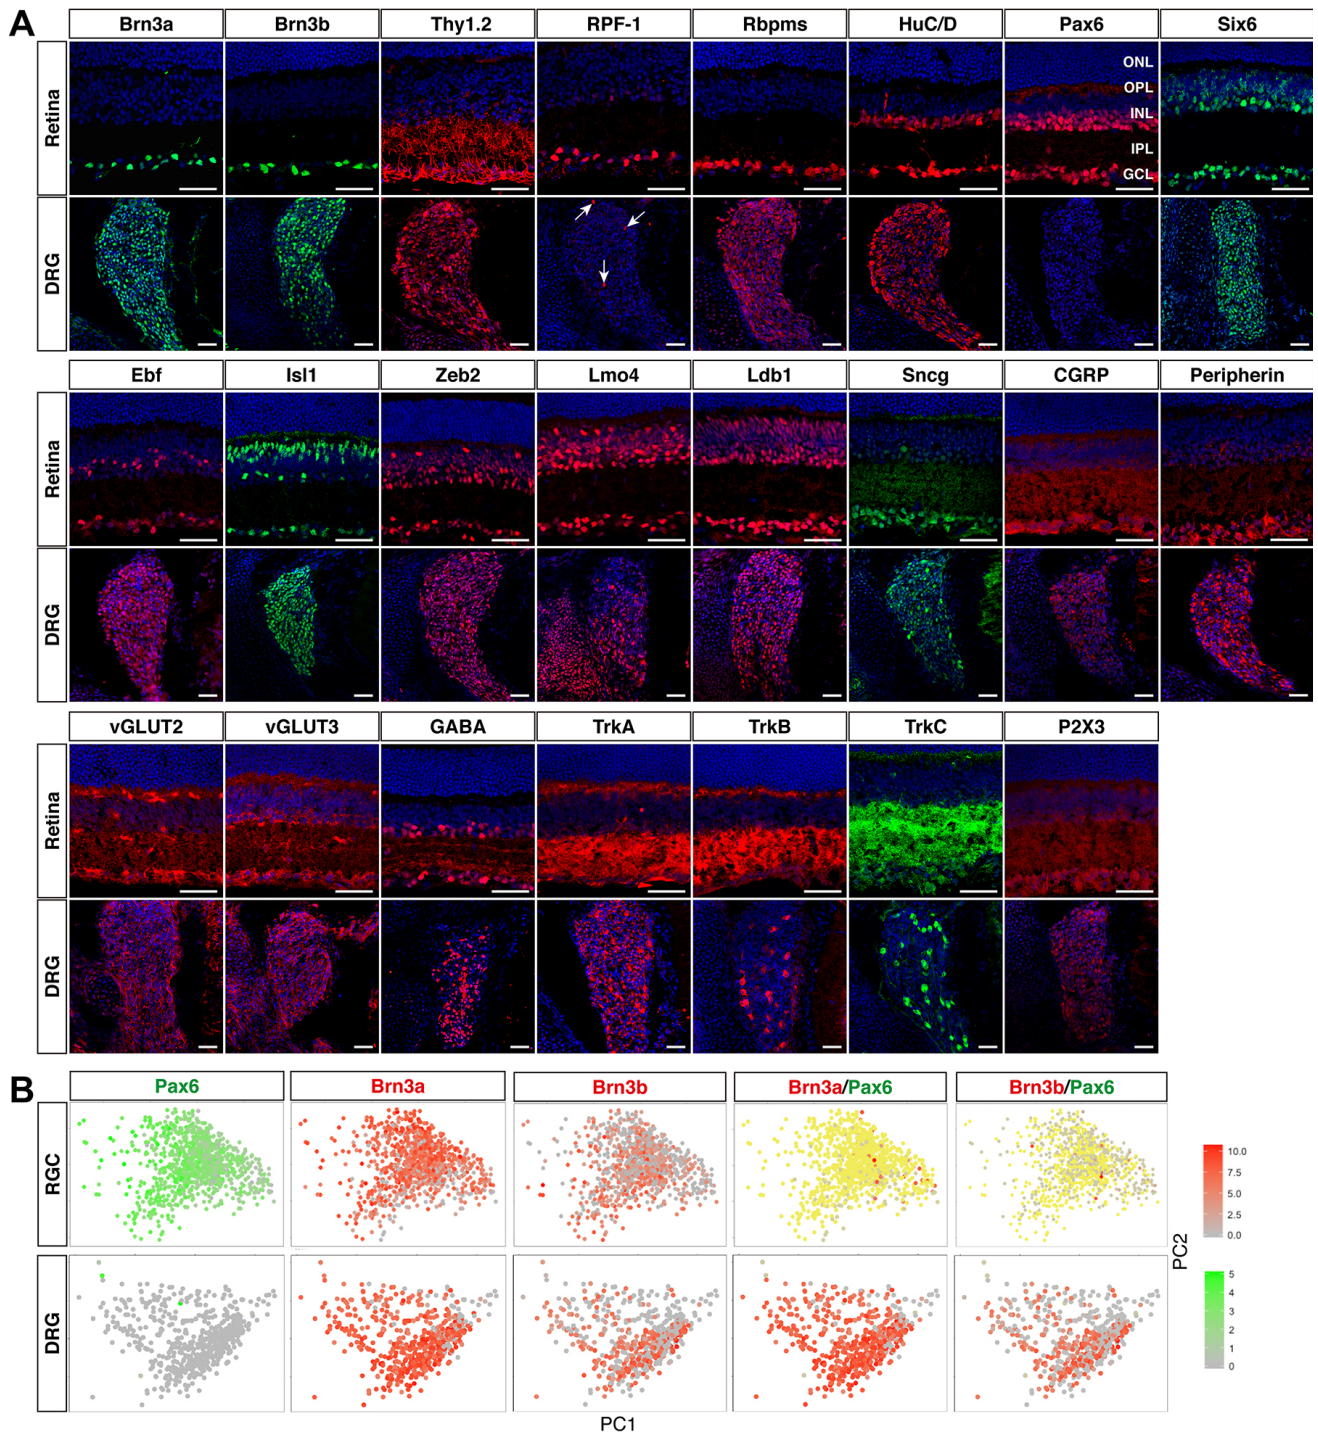 A
Brn3a Brn3b Thy1.2 RPF-1 Rbpms HuC/D Pax6 Six6
Retina
ONL
OPL
INL
IPL
GCL
DRG
Ebf Isl1 Zeb2 Lmo4 Ldb1 Sncg CGRP Peripherin
Retina
DRG
vGLUT2 vGLUT3 GABA TrkA TrkB TrkC P2X3
Retina
DRG
B
Pax6 Brn3a Brn3b Brn3a/Pax6 Brn3b/Pax6
RGC
DRG
10.0
7.5
5.0
2.5
0.0
5
4
3
2
1
0
PC2
PC1